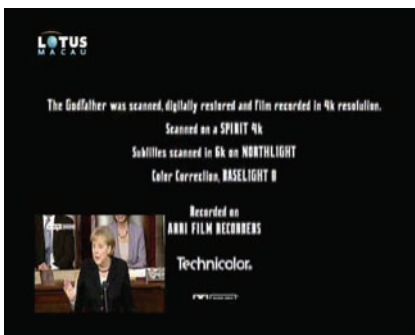 LOTUS
MACAU
The Godfather was scanned, digitally restored and film recorded in 4k resolution.
Scanned on a SPIRIT 4k
Subtitles scanned in 6k on NORTHLIGHT
Color Correction, BASELIGHT 8
Recorded on
ARRI FILM RECORDERS
Technicolor®